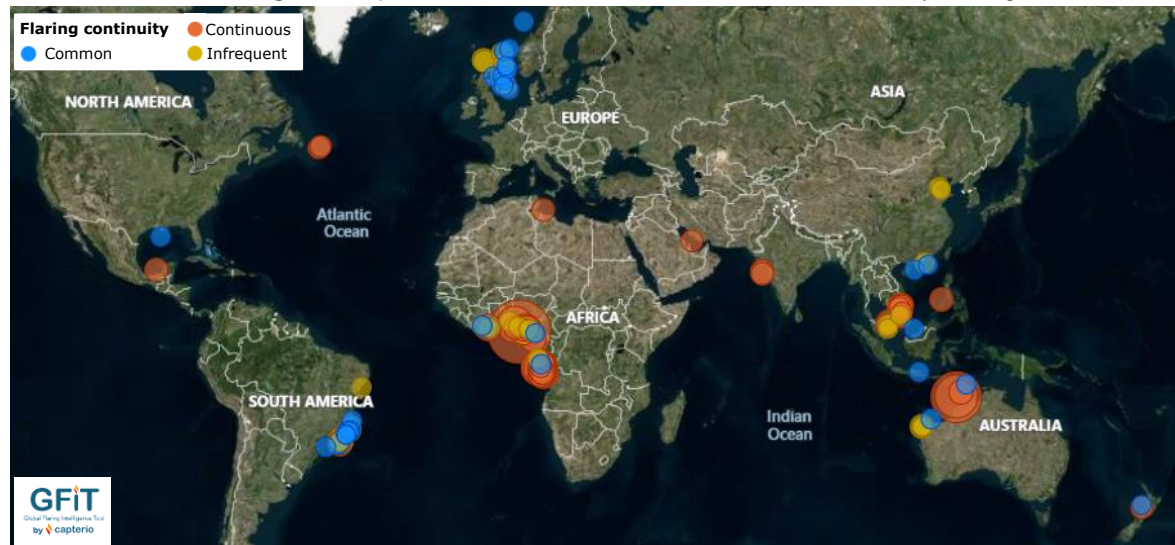 Flaring continuity
Continuous
Common
Infrequent
NORTH AMERICA
ASIA
EUROPE
Atlantic
Ocean
AFRICA
SOUTH AMERICA
Indian
Ocean
AUSTRALIA
GFiT
Global Flaring Intelligence Tool
by capterio